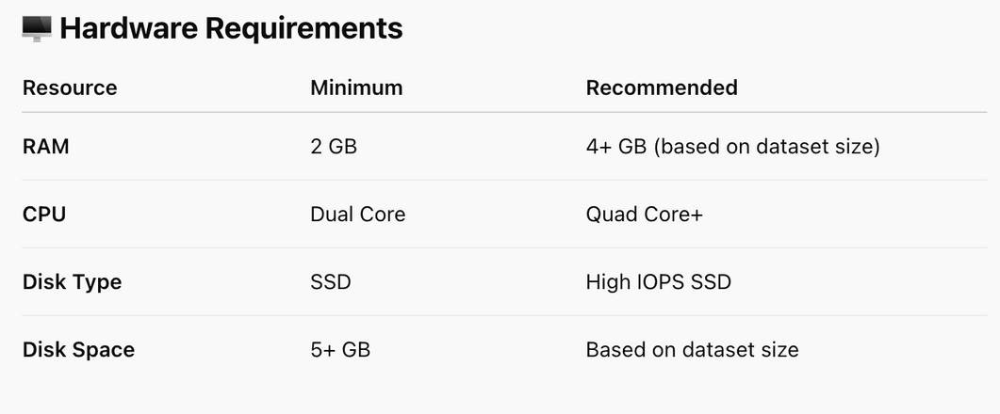 Hardware Requirements
Resource Minimum Recommended
RAM 2 GB 4+ GB (based on dataset size)
CPU Dual Core Quad Core+
Disk Type SSD High IOPS SSD
Disk Space 5+ GB Based on dataset size